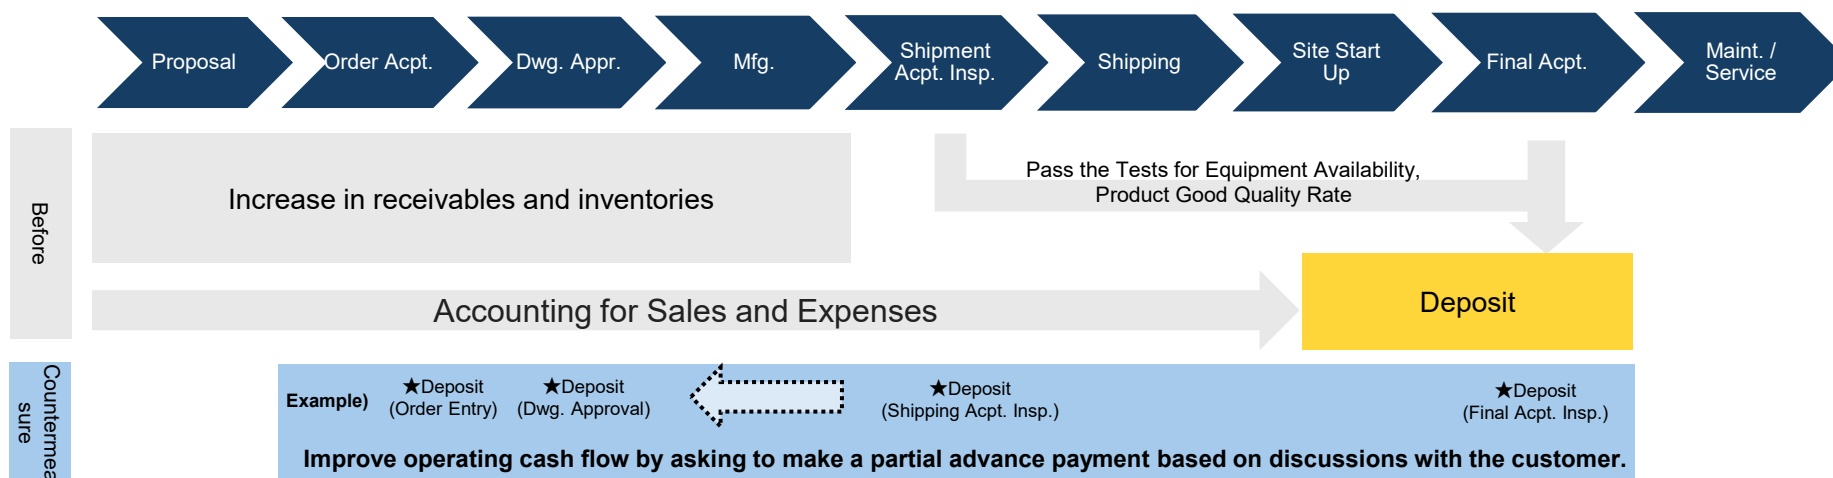 Proposal
Order Acpt.
Dwg. Appr.
Mfg.
Shipment
Acpt. Insp.
Shipping
Site Start
Up
Final Acpt.
Maint. /
Service
Before
Increase in receivables and inventories
Pass the Tests for Equipment Availability,
Product Good Quality Rate
Accounting for Sales and Expenses
Deposit
Countermea
sure
Example)
★Deposit
(Order Entry)
★Deposit
(Dwg. Approval)
★Deposit
(Shipping Acpt. Insp.)
★Deposit
(Final Acpt. Insp.)
Improve operating cash flow by asking to make a partial advance payment based on discussions with the customer.